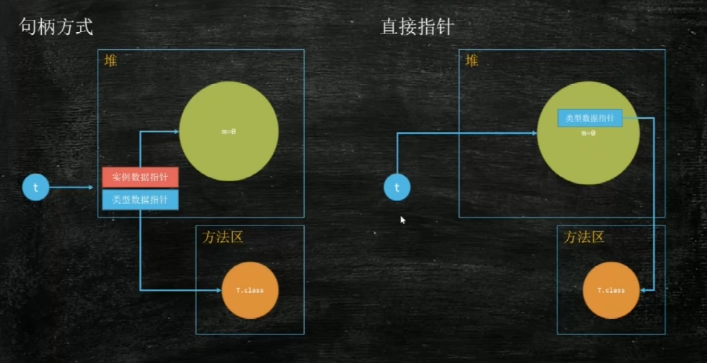 句柄方式
堆
m=0
t
实例数据指针
类型数据指针
方法区
T.class
直接指针
堆
类型数据指针
m=0
t
方法区
T.class